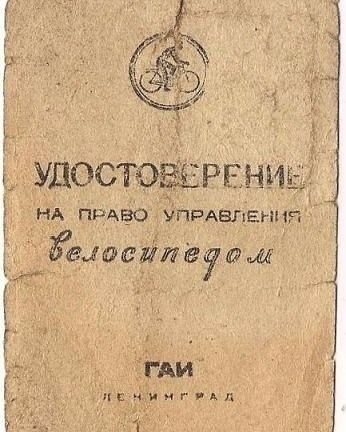 УДОСТОВЕРЕНИЕ
НА ПРАВО УПРАВЛЕНИЯ
велосипедом
ГАИ
ЛЕНИНГРАД